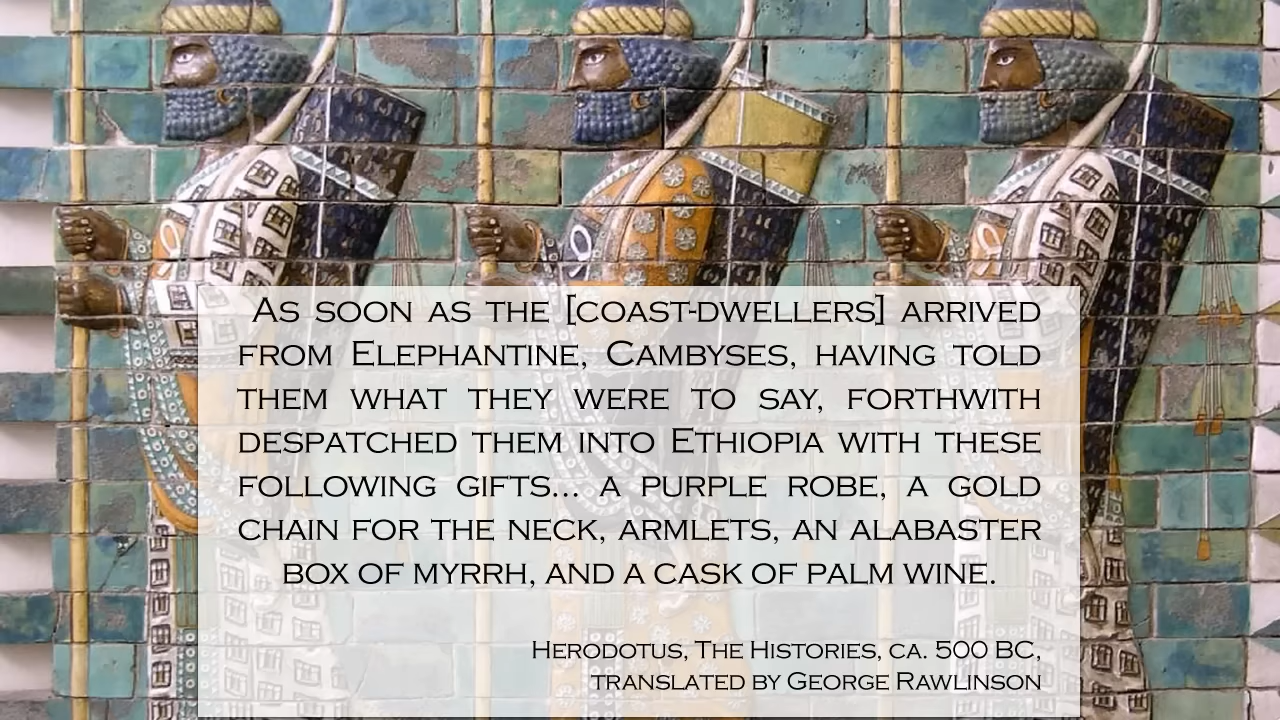 As soon as the [coast-dwellers] arrived
from Elephantine, Cambyses, having told
them what they were to say, forthwith
despatched them into Ethiopia with these
following gifts... a purple robe, a gold
chain for the neck, armlets, an alabaster
box of myrrh, and a cask of palm wine.
Herodotus, The Histories, ca. 500 BC,
translated by George Rawlinson